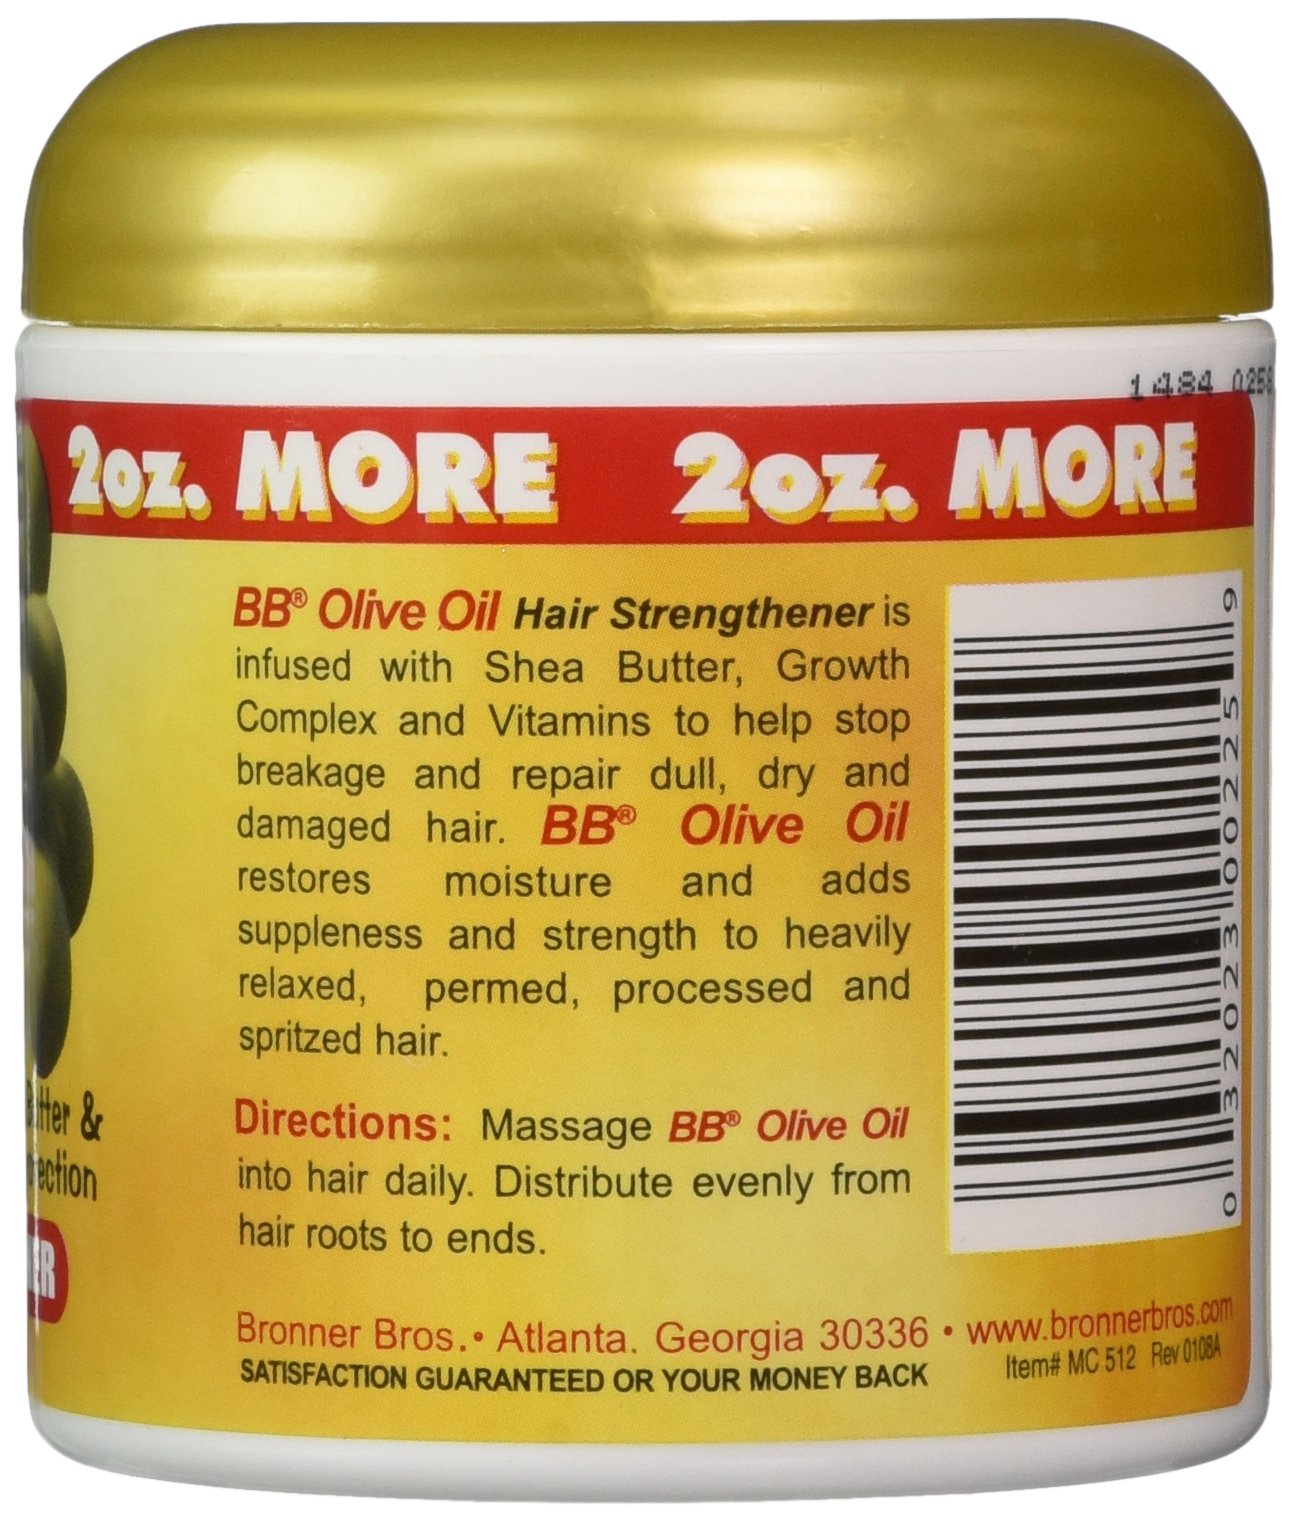 1484 0258
2oz. MORE 2oz. MORE
BB® Olive Oil Hair Strengthener is
infused with Shea Butter, Growth
Complex and Vitamins to help stop
breakage and repair dull, dry and
damaged hair. BB® Olive Oil
restores moisture and adds
suppleness and strength to heavily
relaxed, permed, processed and
spritzed hair.
Directions: Massage BB® Olive Oil
into hair daily. Distribute evenly from
hair roots to ends.
Bronner Bros. • Atlanta. Georgia 30336 • www.bronnerbros.com
SATISFACTION GUARANTEED OR YOUR MONEY BACK
Item# MC 512 Rev 0108A
0 32023 00225 9
Butter &